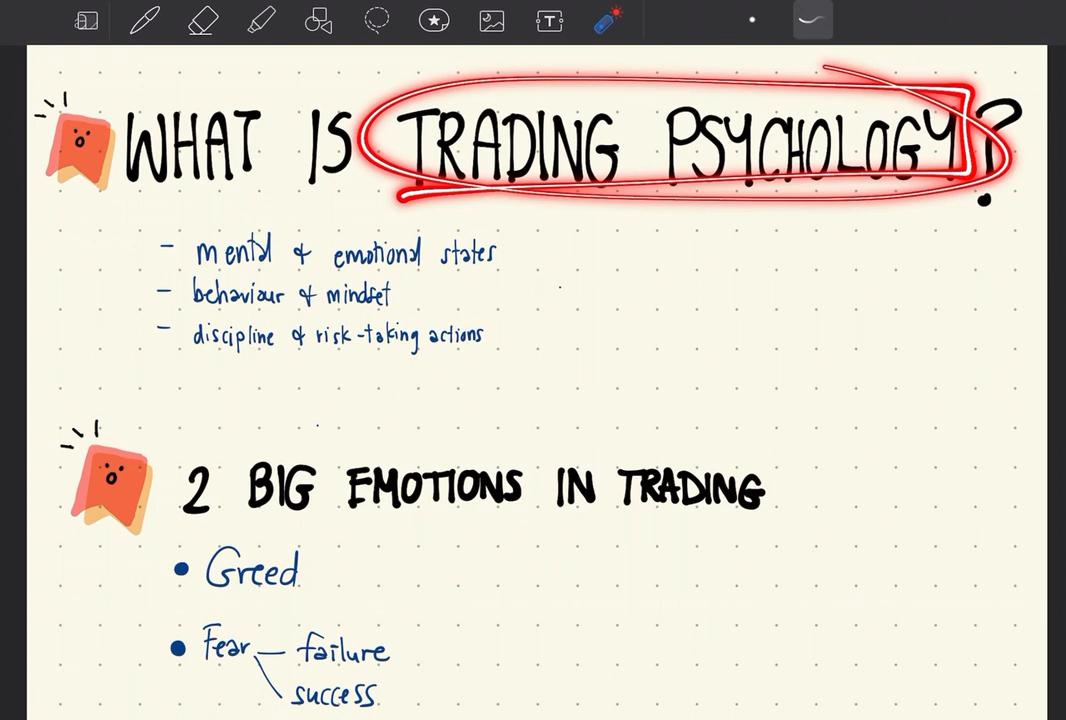 WHAT IS TRADING PSYCHOLOGY?
- mental & emotional states
- behaviour & mindset
- discipline & risk-taking actions
2 BIG EMOTIONS IN TRADING
• Greed
• Fear — failure
success